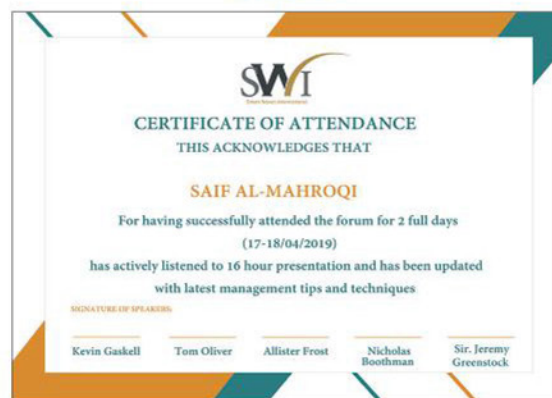 SWI
CERTIFICATE OF ATTENDANCE
THIS ACKNOWLEDGES THAT
SAIF AL-MAHROQI
For having successfully attended the forum for 2 full days
(17-18/04/2019)
has actively listened to 16 hour presentation and has been updated
with latest management tips and techniques
SIGNATURE OF SPEAKERS:
Kevin Gaskell Tom Oliver Allister Frost Nicholas Boothman Sir. Jeremy Greenstock